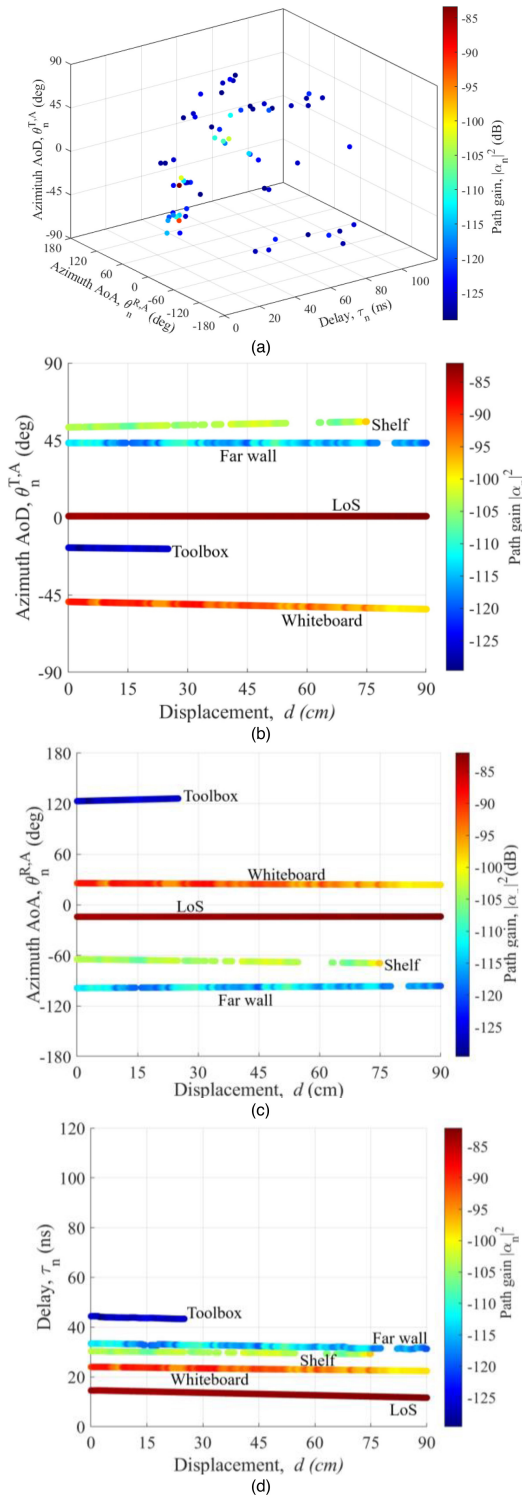 90
45
0
-45
-90
180
120
60
0
-60
-120
-180
0
20
40
60
80
100
Azimuth AoD, θ_n^{T,A} (deg)
Azimuth AoA, θ_n^{R,A} (deg)
Delay, τ_n (ns)
-85
-90
-95
-100
-105
-110
-115
-120
-125
Path gain, |α_n|^2 (dB)
(a)
90
45
0
-45
-90
Azimuth AoD, θ_n^{T,A} (deg)
Shelf
Far wall
LoS
Toolbox
Whiteboard
0 15 30 45 60 75 90
Displacement, d (cm)
-85
-90
-95
-100
-105
-110
-115
-120
-125
Path gain |α_|^2
(b)
180
120
60
0
-60
-120
-180
Azimuth AoA, θ_n^{R,A} (deg)
Toolbox
Whiteboard
LoS
Shelf
Far wall
0 15 30 45 60 75 90
Displacement, d (cm)
-85
-90
-95
-100
-105
-110
-115
-120
-125
Path gain, |α_|^2 (dB)
(c)
120
100
80
60
40
20
0
Delay, τ_n (ns)
Toolbox
Far wall
Shelf
Whiteboard
LoS
0 15 30 45 60 75 90
Displacement, d (cm)
-85
-90
-95
-100
-105
-110
-115
-120
-125
Path gain |α_n|^2
(d)